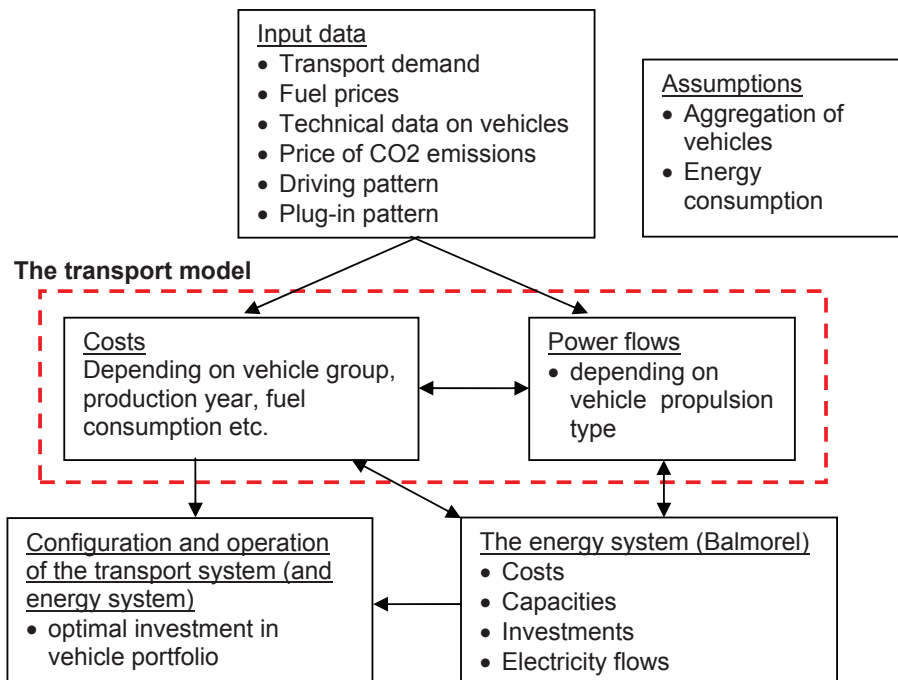 Input data
• Transport demand
• Fuel prices
• Technical data on vehicles
• Price of CO2 emissions
• Driving pattern
• Plug-in pattern
Assumptions
• Aggregation of
vehicles
• Energy
consumption
The transport model
Costs
Depending on vehicle group,
production year, fuel
consumption etc.
Power flows
• depending on
vehicle propulsion
type
Configuration and operation
of the transport system (and
energy system)
• optimal investment in
vehicle portfolio
The energy system (Balmorel)
• Costs
• Capacities
• Investments
• Electricity flows